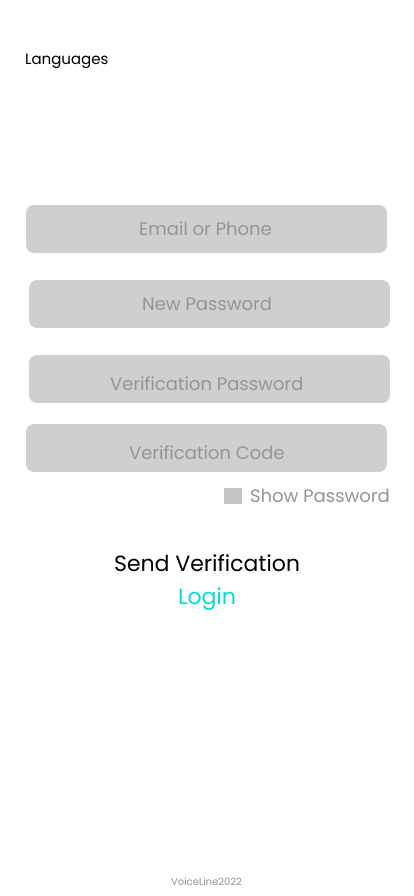 Languages
Email or Phone
New Password
Verification Password
Verification Code
Show Password
Send Verification
Login
VoiceLine2022